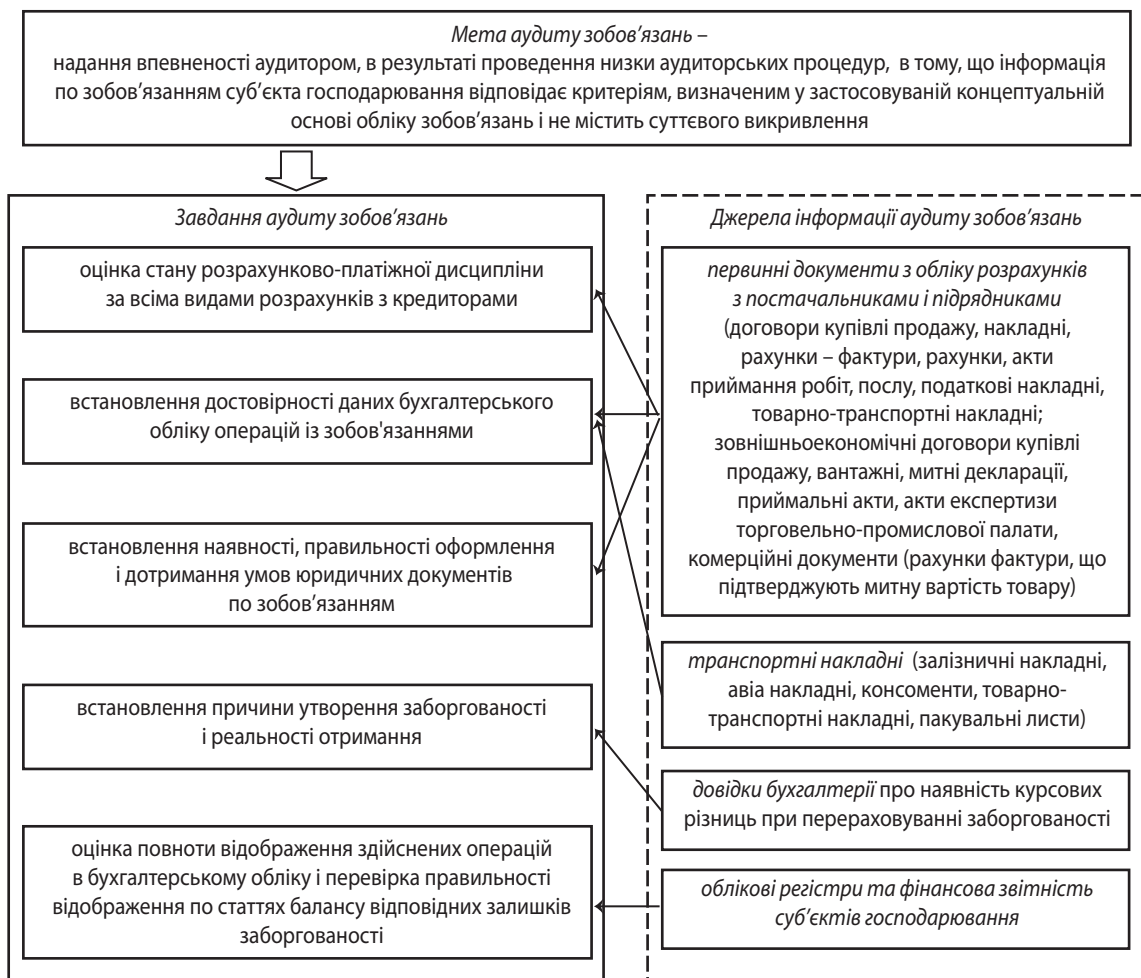 Мета аудиту зобов'язань –
надання впевненості аудитором, в результаті проведення низки аудиторських процедур, в тому, що інформація
по зобов'язанням суб'єкта господарювання відповідає критеріям, визначеним у застосовуваній концептуальній
основі обліку зобов'язань і не містить суттєвого викривлення
Завдання аудиту зобов'язань
оцінка стану розрахунково-платіжної дисципліни
за всіма видами розрахунків з кредиторами
встановлення достовірності даних бухгалтерського
обліку операцій із зобов'язаннями
встановлення наявності, правильності оформлення
і дотримання умов юридичних документів
по зобов'язанням
встановлення причини утворення заборгованості
і реальності отримання
оцінка повноти відображення здійснених операцій
в бухгалтерському обліку і перевірка правильності
відображення по статтях балансу відповідних залишків
заборгованості
Джерела інформації аудиту зобов'язань
первинні документи з обліку розрахунків
з постачальниками і підрядниками
(договори купівлі продажу, накладні,
рахунки – фактури, рахунки, акти
приймання робіт, послу, податкові накладні,
товарно-транспортні накладні;
зовнішньоекономічні договори купівлі
продажу, вантажні, митні декларації,
приймальні акти, акти експертизи
торговельно-промислової палати,
комерційні документи (рахунки фактури, що
підтверджують митну вартість товару)
транспортні накладні (залізничні накладні,
авіа накладні, консоменти, товарно-
транспортні накладні, пакувальні листи)
довідки бухгалтерії про наявність курсових
різниць при перераховуванні заборгованості
облікові регістри та фінансова звітність
суб'єктів господарювання